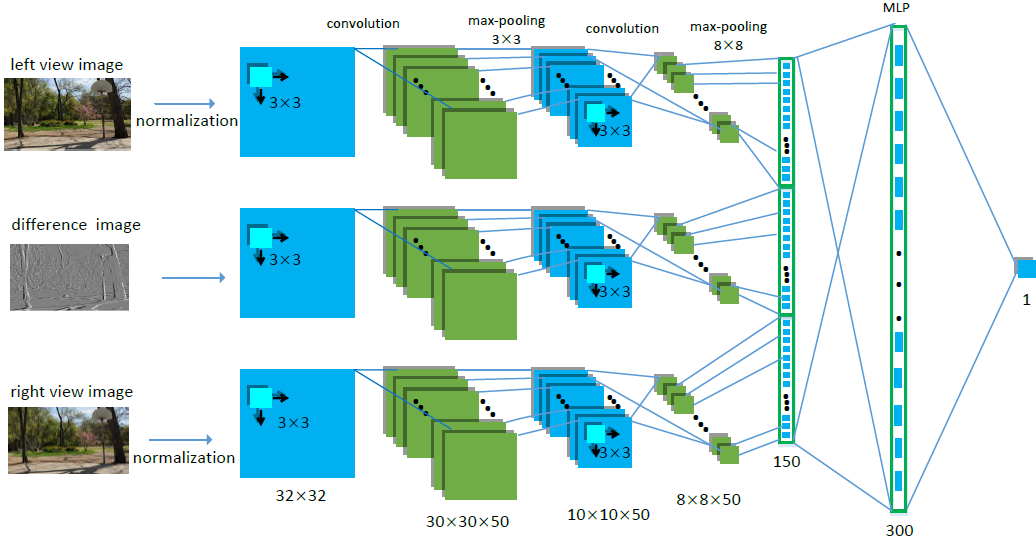 convolution
max-pooling
3×3
convolution
max-pooling
8×8
MLP
left view image
normalization
3×3
3×3
difference image
3×3
3×3
right view image
normalization
3×3
3×3
32×32
30×30×50
10×10×50
8×8×50
150
300
1